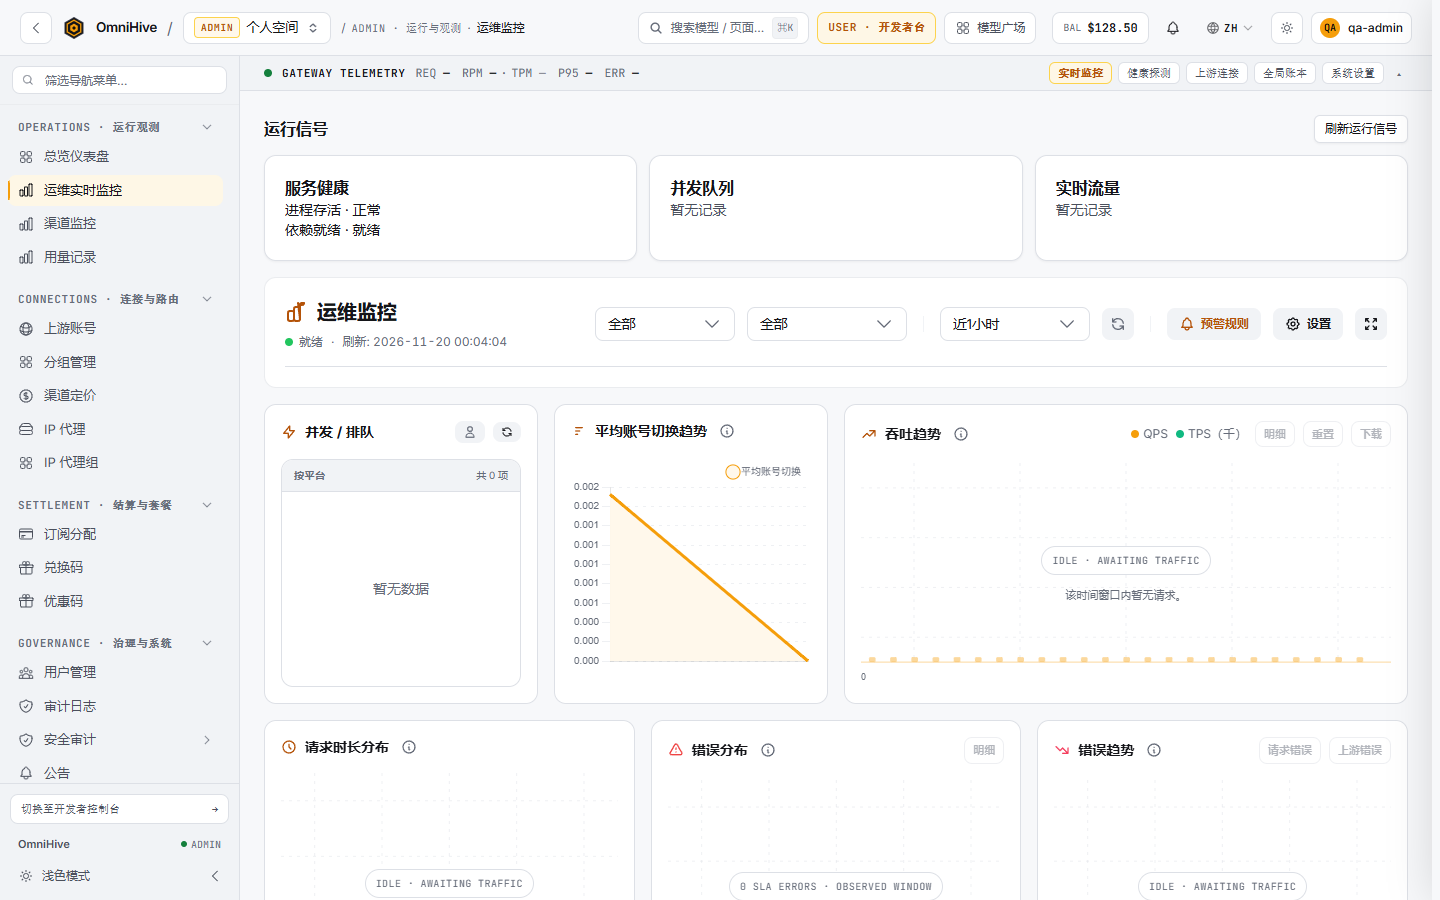 OmniHive / ADMIN 个人空间 / ADMIN · 运行与观测 · 运维监控 搜索模型 / 页面... ⌘K USER · 开发者台 模型广场 BAL $128.50 ZH QA qa-admin
筛选导航菜单...
GATEWAY TELEMETRY REQ — RPM — · TPM — P95 — ERR — 实时监控 健康探测 上游连接 全局账本 系统设置
OPERATIONS · 运行观测
总览仪表盘
运维实时监控
渠道监控
用量记录
CONNECTIONS · 连接与路由
上游账号
分组管理
渠道定价
IP 代理
IP 代理组
SETTLEMENT · 结算与套餐
订阅分配
兑换码
优惠码
GOVERNANCE · 治理与系统
用户管理
审计日志
安全审计
公告
切换至开发者控制台 →
OmniHive ADMIN
浅色模式
运行信号 刷新运行信号
服务健康
进程存活 · 正常
依赖就绪 · 就绪
并发队列
暂无记录
实时流量
暂无记录
运维监控
就绪 · 刷新: 2026-11-20 00:04:04
全部 全部 近1小时 预警规则 设置
并发 / 排队
按平台 共 0 项
暂无数据
平均账号切换趋势
平均账号切换
0.002
0.002
0.001
0.001
0.001
0.001
0.001
0.000
0.000
0.000
吞吐趋势 QPS TPS（千） 明细 重置 下载
IDLE · AWAITING TRAFFIC
该时间窗口内暂无请求。
0
请求时长分布
IDLE · AWAITING TRAFFIC
错误分布 明细
0 SLA ERRORS · OBSERVED WINDOW
错误趋势 请求错误 上游错误
IDLE · AWAITING TRAFFIC